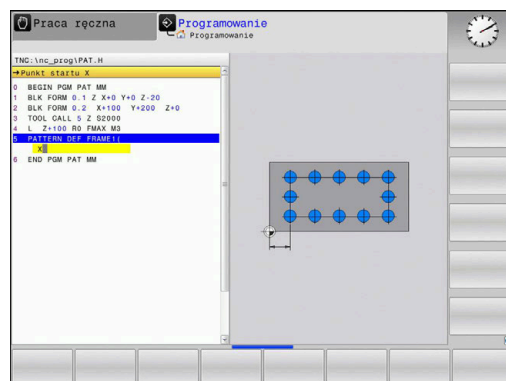 Praca ręczna
Programowanie
Programowanie
TNC:\nc_prog\PAT.H
→Punkt startu X
0 BEGIN PGM PAT MM
1 BLK FORM 0.1 Z X+0 Y+0 Z-20
2 BLK FORM 0.2 X+100 Y+200 Z+0
3 TOOL CALL 5 Z S2000
4 L Z+100 R0 FMAX M3
5 PATTERN DEF FRAME1(
X
6 END PGM PAT MM